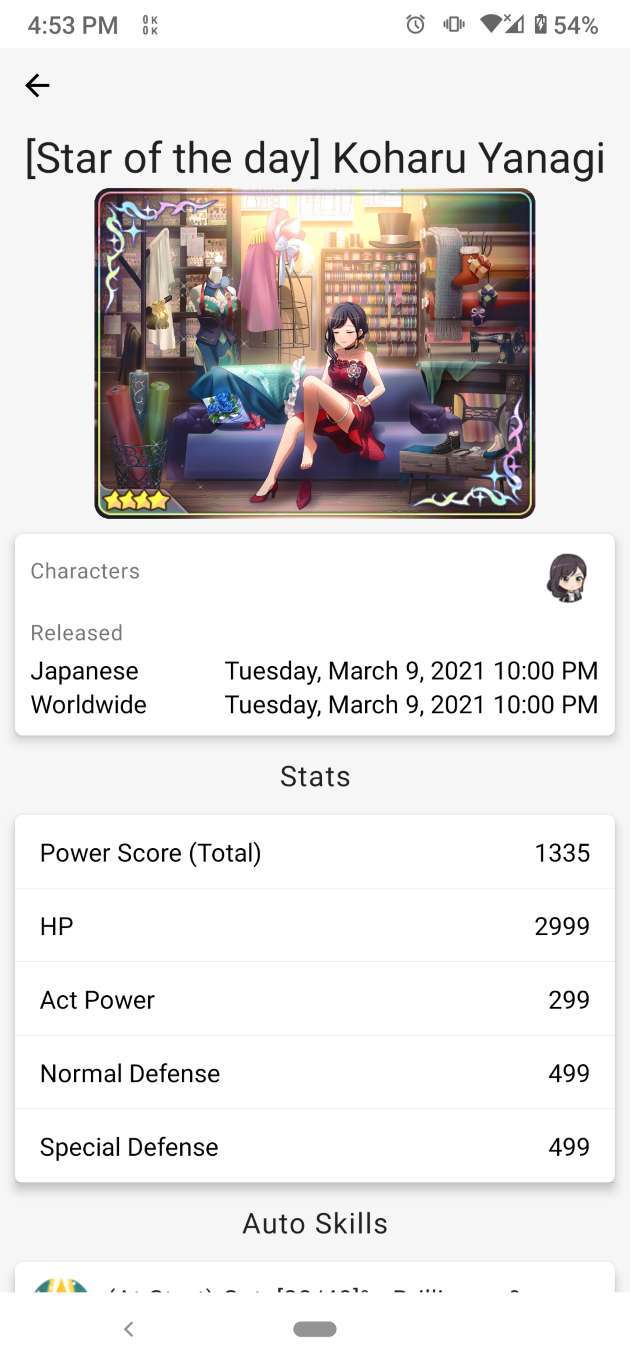 4:53 PM
OK
OK
54%
[Star of the day] Koharu Yanagi
Characters
Released
Japanese Tuesday, March 9, 2021 10:00 PM
Worldwide Tuesday, March 9, 2021 10:00 PM
Stats
Power Score (Total) 1335
HP 2999
Act Power 299
Normal Defense 499
Special Defense 499
Auto Skills